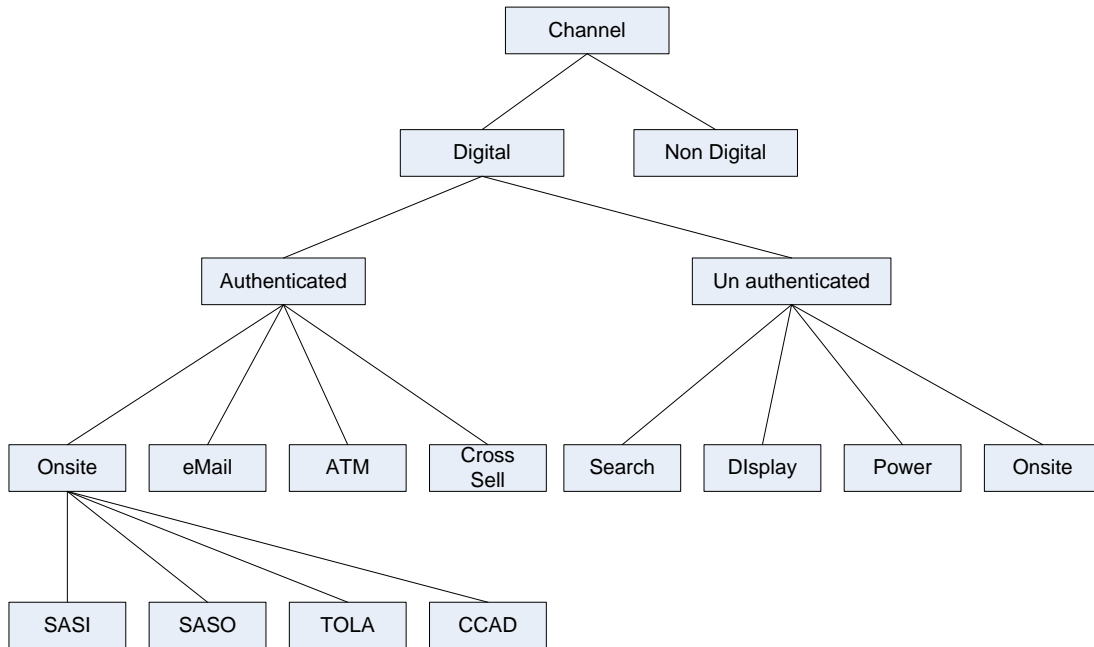 Channel
Digital
Non Digital
Authenticated
Un authenticated
Onsite
eMail
ATM
Cross
Sell
Search
DIsplay
Power
Onsite
SASI
SASO
TOLA
CCAD